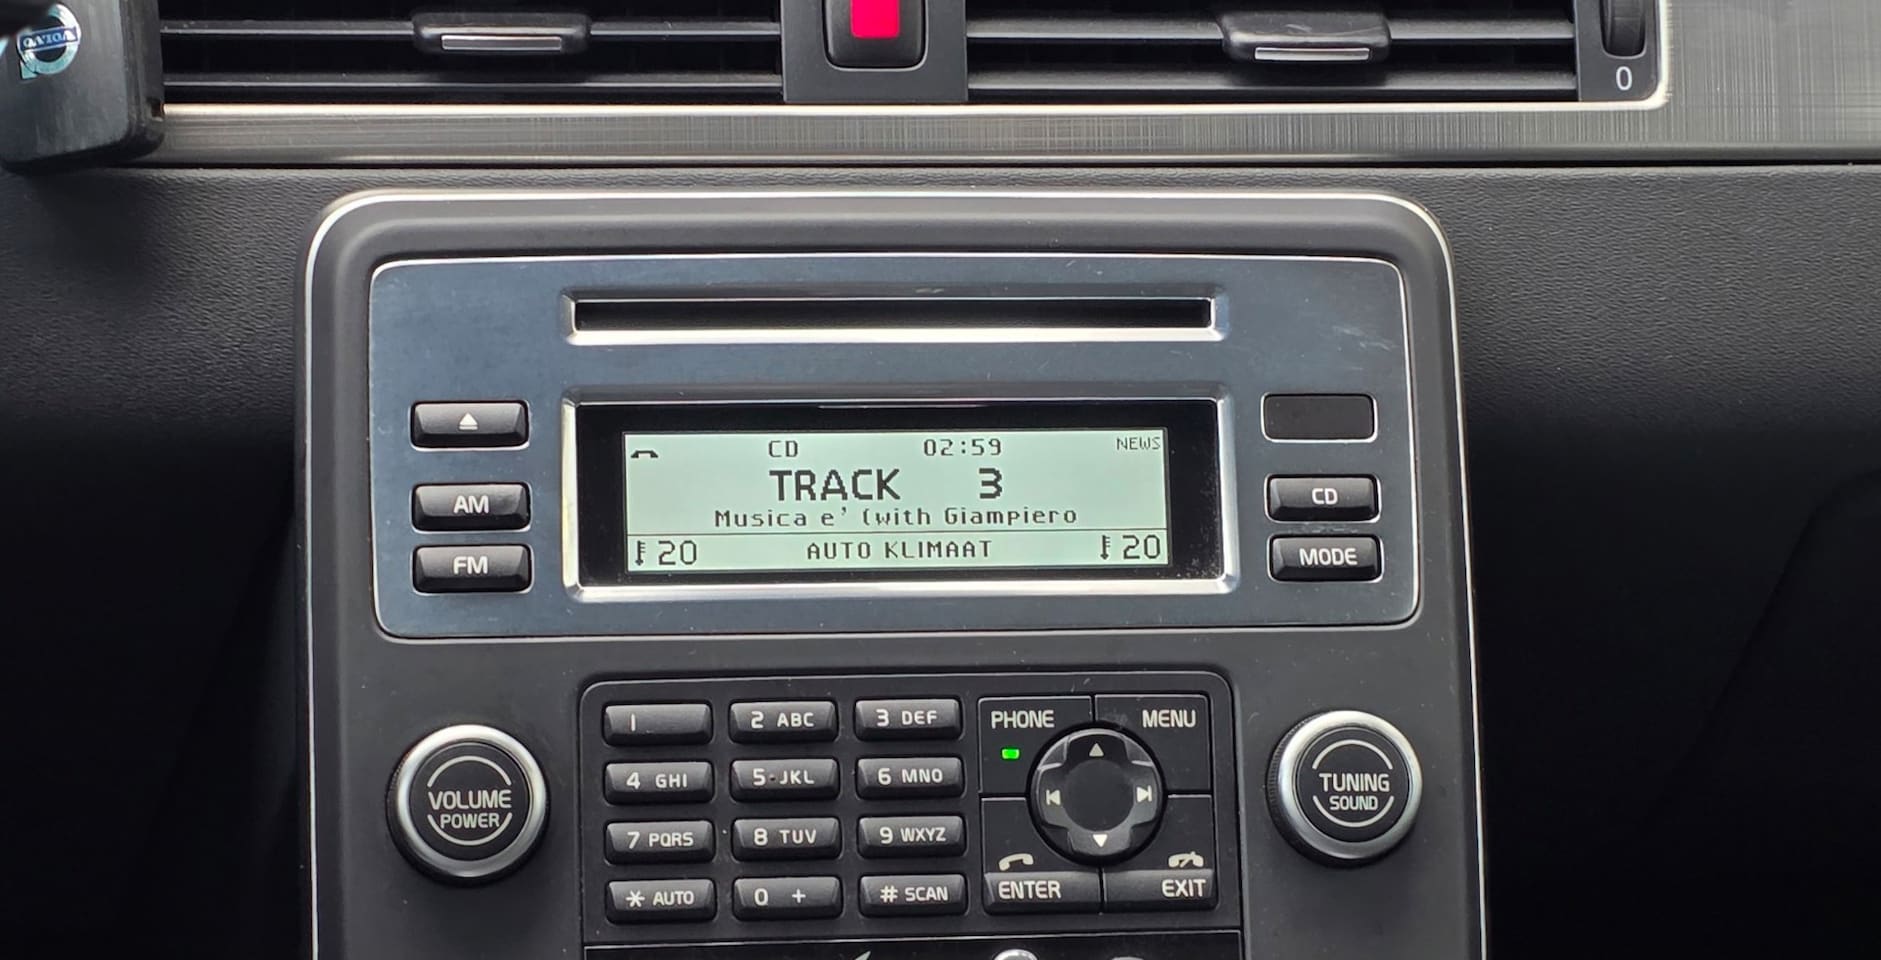 VOLVO
0
CD 02:59 NEWS
TRACK 3
Musica e' (with Giampiero
20 AUTO KLIMAAT 20
AM
FM
CD
MODE
VOLUME
POWER
1 2 ABC 3 DEF
4 GHI 5 JKL 6 MNO
7 PQRS 8 TUV 9 WXYZ
* AUTO 0 + # SCAN
PHONE MENU
ENTER EXIT
TUNING
SOUND